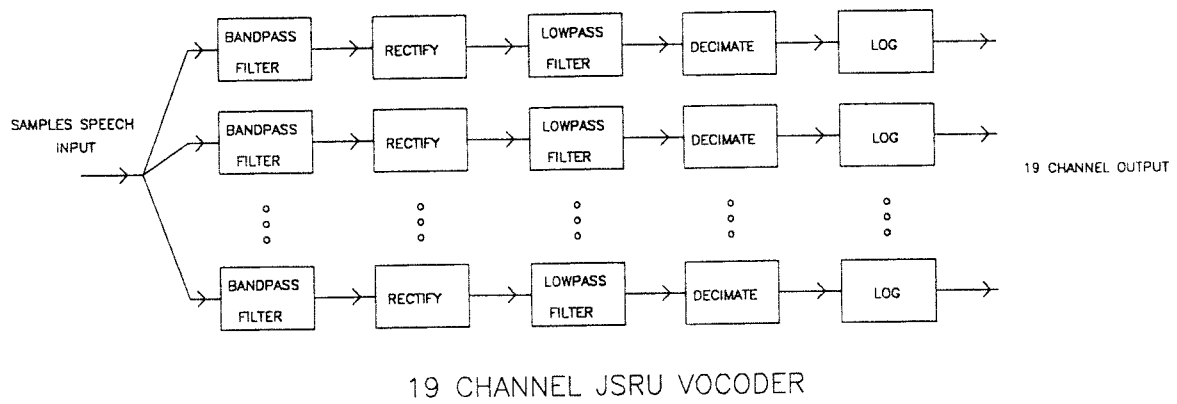 BANDPASS
FILTER
RECTIFY
LOWPASS
FILTER
DECIMATE
LOG
SAMPLES SPEECH
INPUT
BANDPASS
FILTER
RECTIFY
LOWPASS
FILTER
DECIMATE
LOG
19 CHANNEL OUTPUT
BANDPASS
FILTER
RECTIFY
LOWPASS
FILTER
DECIMATE
LOG
19 CHANNEL JSRU VOCODER